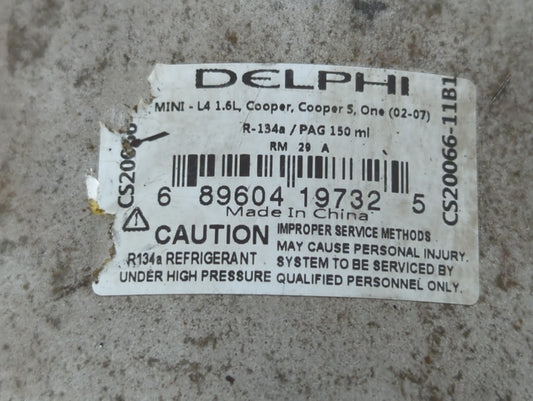 DELPHI
MINI - L4 1.6L, Cooper, Cooper S, One (02-07)
R-134a / PAG 150 ml
RM 29 A
6 89604 19732 5
Made In China
CAUTION
R134a REFRIGERANT
UNDER HIGH PRESSURE
IMPROPER SERVICE METHODS
MAY CAUSE PERSONAL INJURY.
SYSTEM TO BE SERVICED BY
QUALIFIED PERSONNEL ONLY.
CS20066
CS20066-11B1